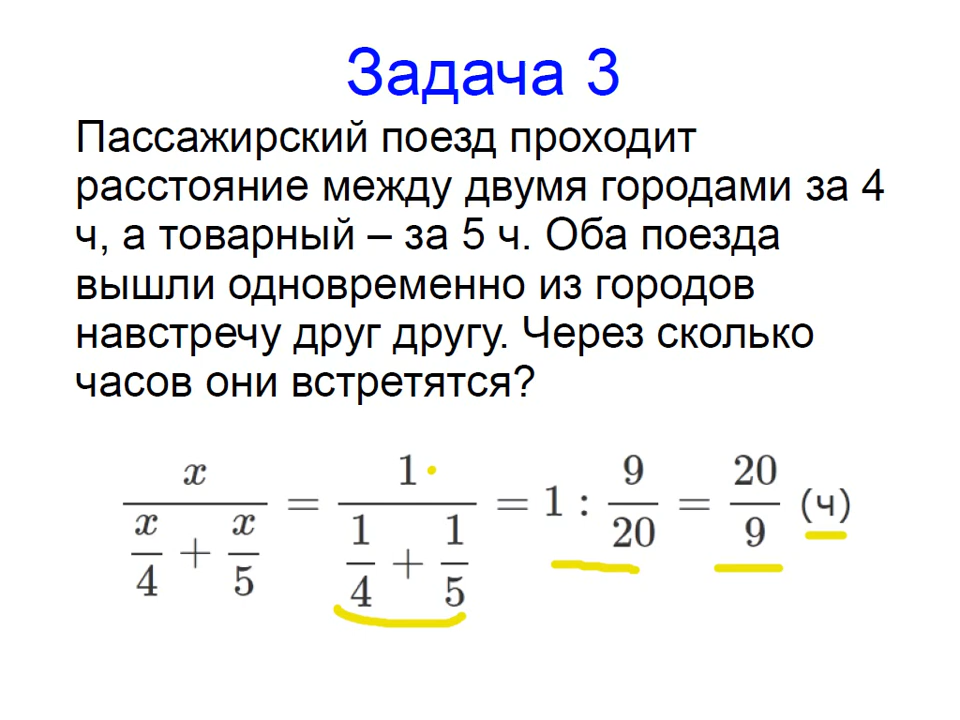 Задача 3
Пассажирский поезд проходит
расстояние между двумя городами за 4
ч, а товарный – за 5 ч. Оба поезда
вышли одновременно из городов
навстречу друг другу. Через сколько
часов они встретятся?
x/(x/4 + x/5) = 1/(1/4 + 1/5) = 1 : 9/20 = 20/9 (ч)